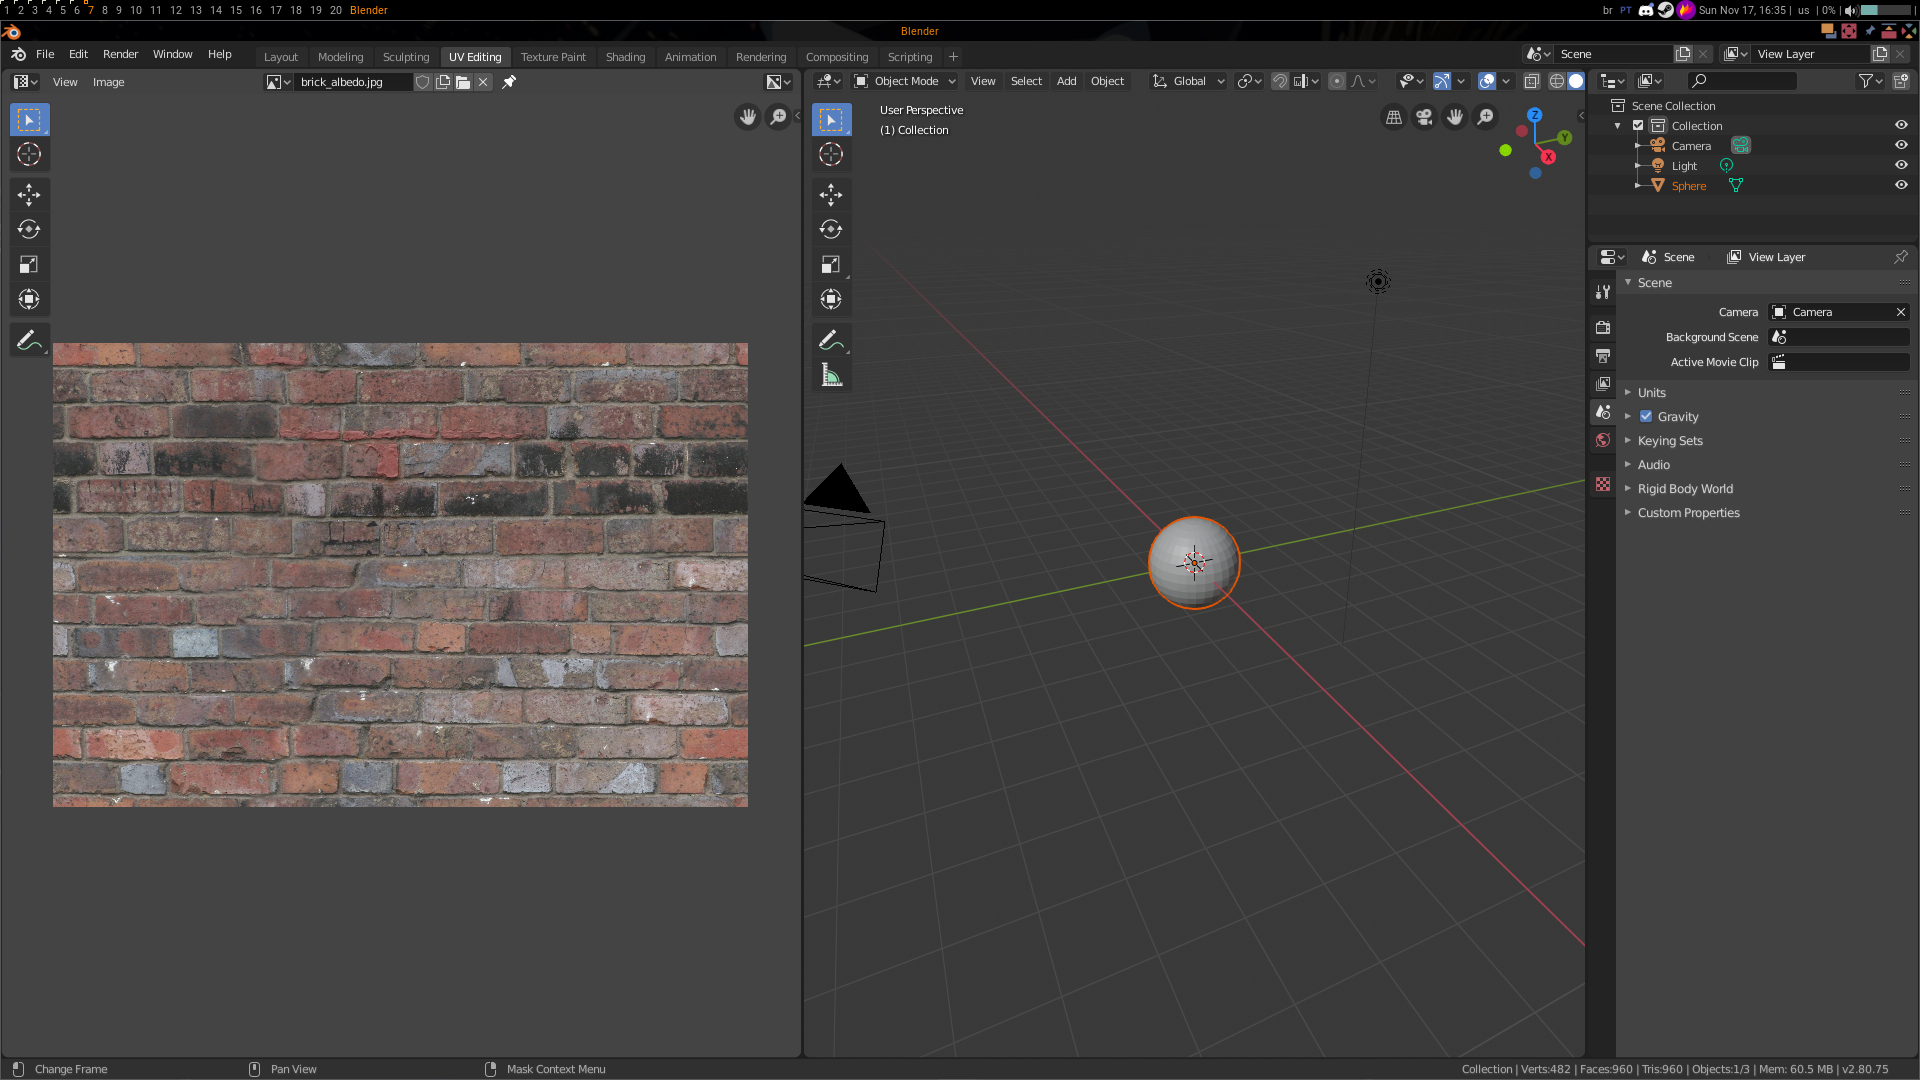 1 2 3 4 5 6 7 8 9 10 11 12 13 14 15 16 17 18 19 20 Blender
br PT Sun Nov 17, 16:35 | us | 0% |
Blender
File Edit Render Window Help
Layout Modeling Sculpting UV Editing Texture Paint Shading Animation Rendering Compositing Scripting +
Scene
View Layer
View Image
brick_albedo.jpg
Object Mode View Select Add Object Global
User Perspective
(1) Collection
Z
Y
X
Scene Collection
Collection
Camera
Light
Sphere
Scene View Layer
Scene
Camera Camera
Background Scene
Active Movie Clip
Units
Gravity
Keying Sets
Audio
Rigid Body World
Custom Properties
Change Frame Pan View Mask Context Menu
Collection | Verts:482 | Faces:960 | Tris:960 | Objects:1/3 | Mem: 60.5 MB | v2.80.75